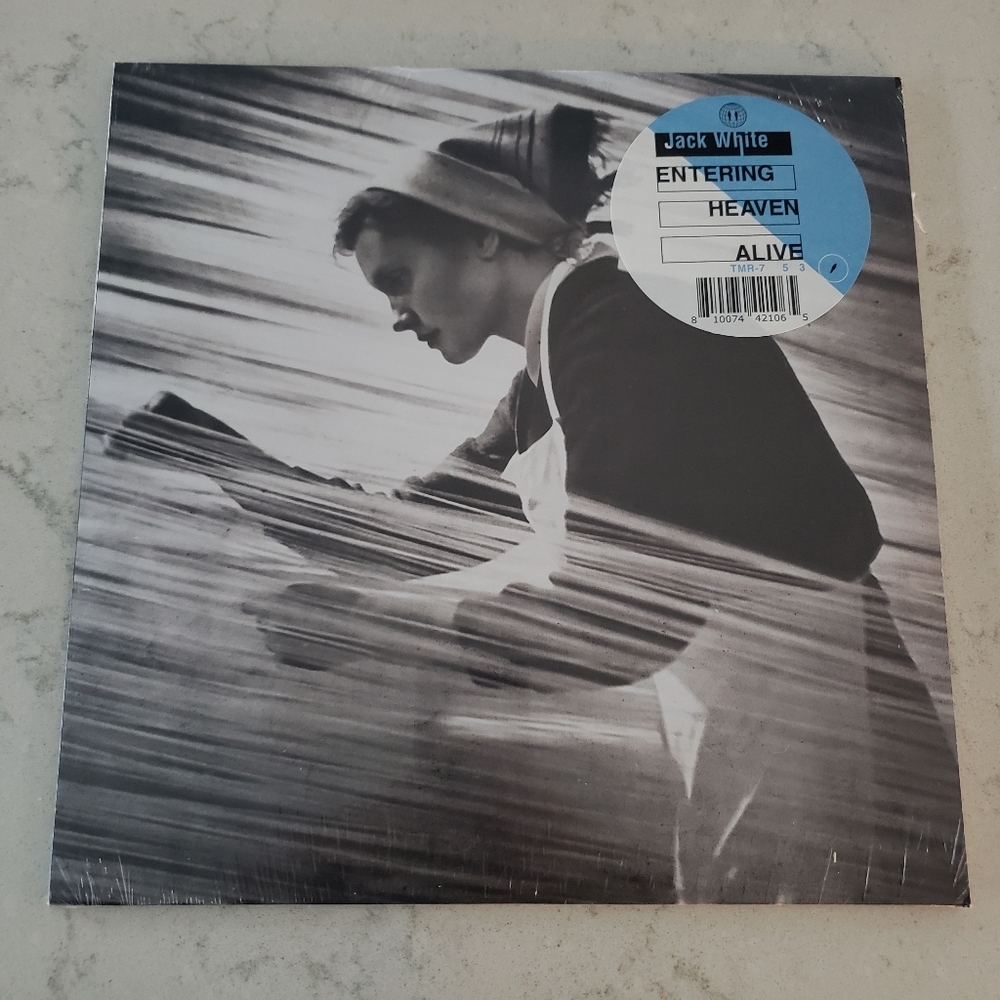 Jack White
ENTERING
HEAVEN
ALIVE
TMR-7 5 3
8 10074 42106 5